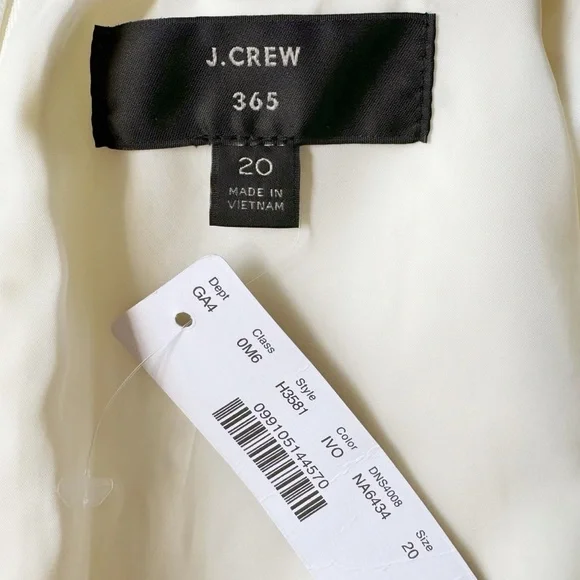 J.CREW
365
20
MADE IN
VIETNAM
Dept
GA4
Class
0M6
Style
H3581
Color
IVO
DNS4008
NA6434
Size
20
099105144570